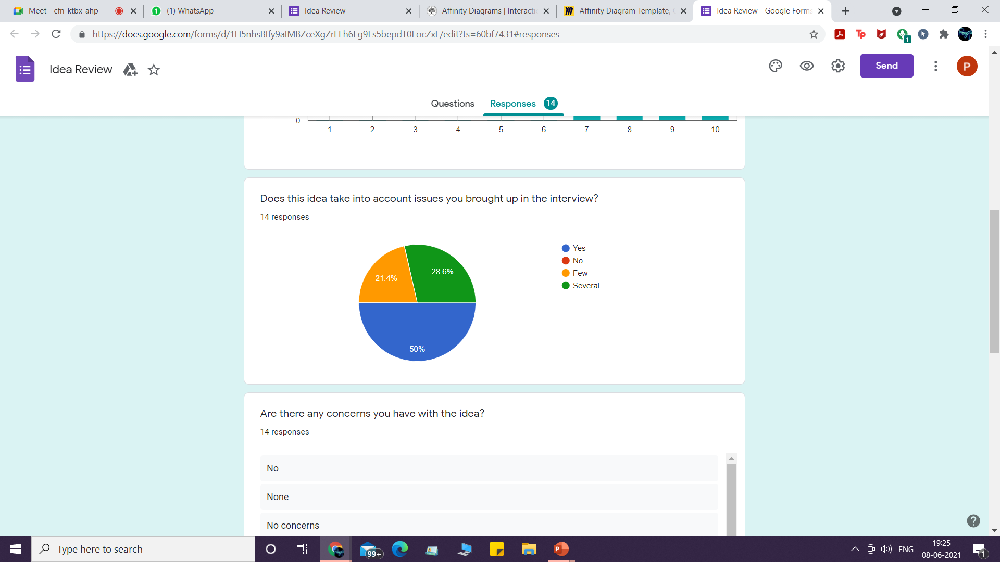 Meet - cfn-ktbx-ahp
(1) WhatsApp
Idea Review
Affinity Diagrams | Interacti
Affinity Diagram Template,
Idea Review - Google Forms
https://docs.google.com/forms/d/1H5nhsBIfy9aIMBZceXgZrEEh6Fg9Fs5bepdT0EocZxE/edit?ts=60bf7431#responses
Idea Review
Send
P
Questions
Responses 14
0
1 2 3 4 5 6 7 8 9 10
Does this idea take into account issues you brought up in the interview?
14 responses
Yes
No
Few
Several
28.6%
21.4%
50%
Are there any concerns you have with the idea?
14 responses
No
None
No concerns
Type here to search
99+
ENG
19:25
08-06-2021
1